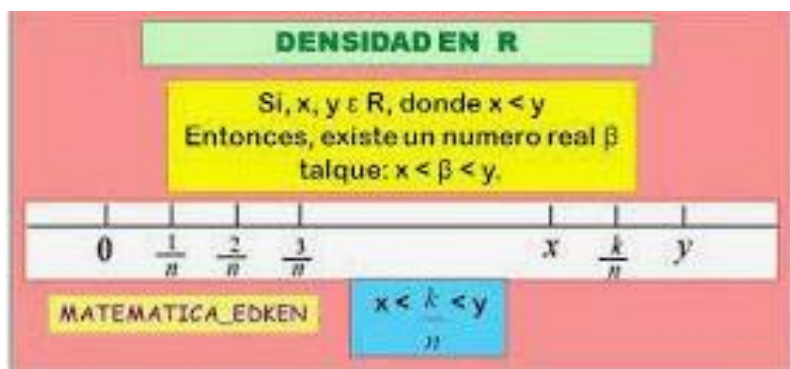 DENSIDAD EN R
Si, x, y ε R, donde x < y
Entonces, existe un numero real β
talque: x < β < y.
0 1/n 2/n 3/n x k/n y
MATEMATICA_EDKEN
x < k/n < y